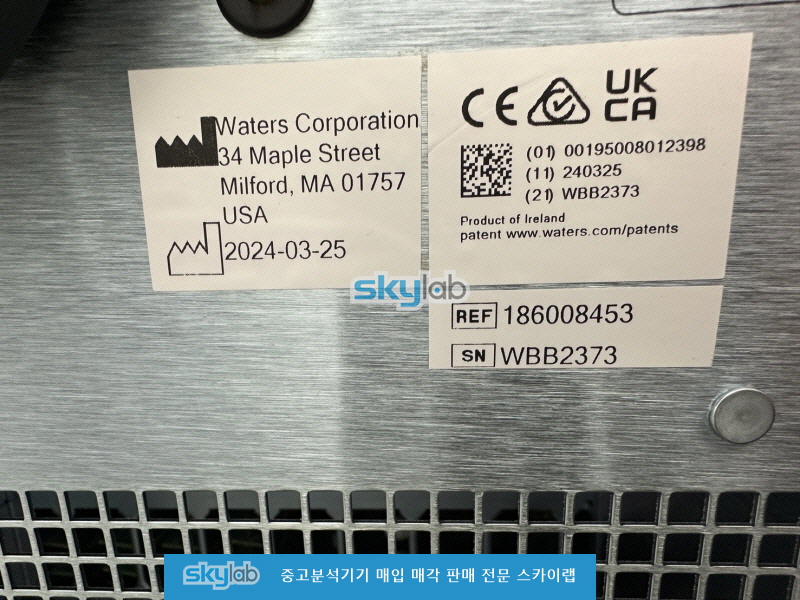 Waters Corporation
34 Maple Street
Milford, MA 01757
USA
2024-03-25
CE
UK
CA
(01) 00195008012398
(11) 240325
(21) WBB2373
Product of Ireland
patent www.waters.com/patents
REF 186008453
SN WBB2373
skylab
skylab 중고분석기기 매입 매각 판매 전문 스카이랩